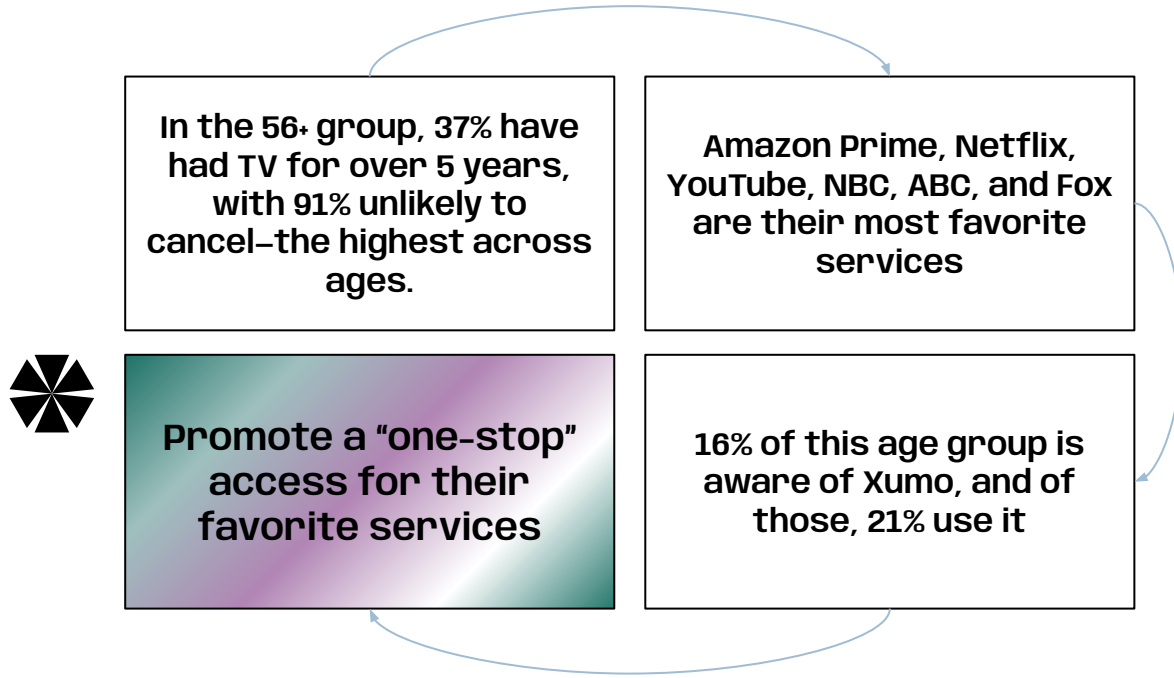 In the 56+ group, 37% have
had TV for over 5 years,
with 91% unlikely to
cancel–the highest across
ages.
Amazon Prime, Netflix,
YouTube, NBC, ABC, and Fox
are their most favorite
services
16% of this age group is
aware of Xumo, and of
those, 21% use it
Promote a "one-stop"
access for their
favorite services